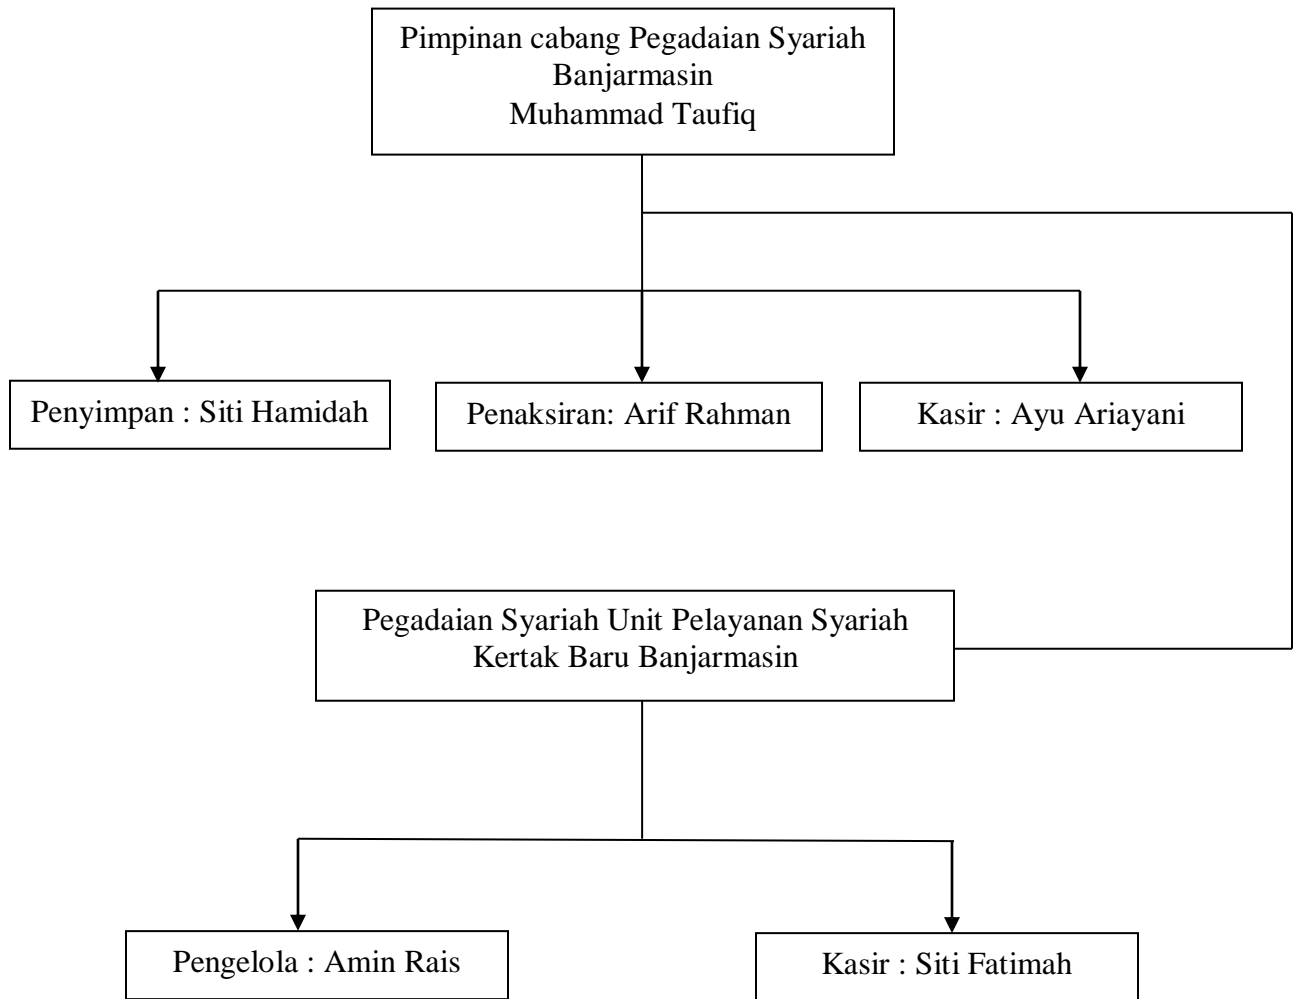 Pimpinan cabang Pegadaian Syariah
Banjarmasin
Muhammad Taufiq
Penyimpan : Siti Hamidah
Penaksiran: Arif Rahman
Kasir : Ayu Ariayani
Pegadaian Syariah Unit Pelayanan Syariah
Kertak Baru Banjarmasin
Pengelola : Amin Rais
Kasir : Siti Fatimah